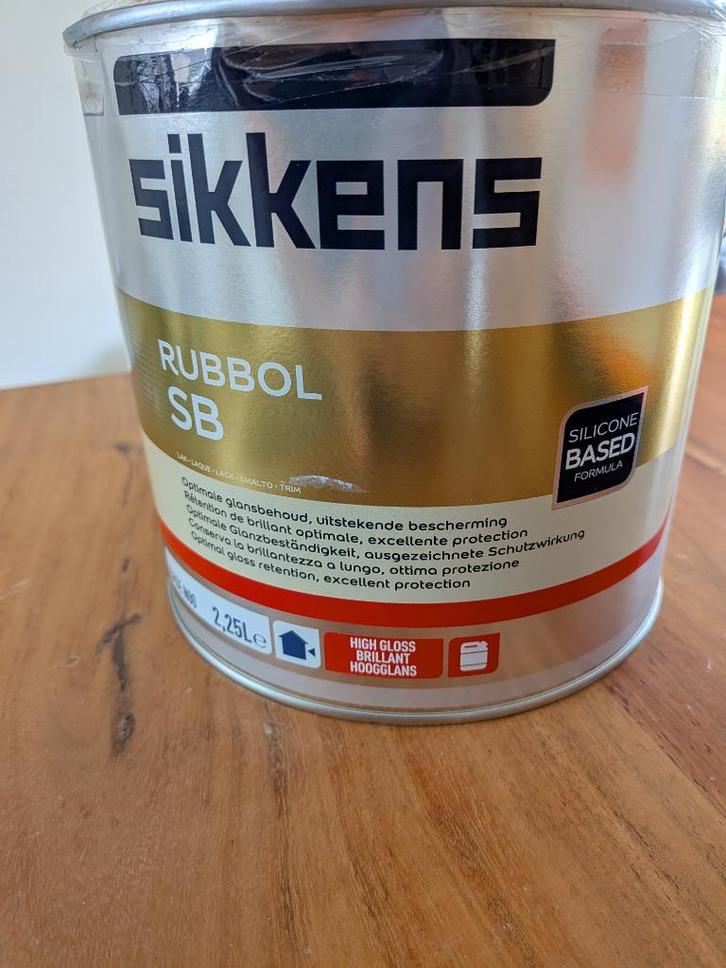 sikkens
RUBBOL
SB
SILICONE
BASED
FORMULA
LAK • LAQUE • LACK • SMALTO • TRIM
Optimale glansbehoud, uitstekende bescherming
Rétention de brillant optimale, excellente protection
Optimale Glanzbeständigkeit, ausgezeichnete Schutzwirkung
Conserva la brillantezza a lungo, ottima protezione
Optimal gloss retention, excellent protection
N00
2,25L e
HIGH GLOSS
BRILLANT
HOOGGLANS